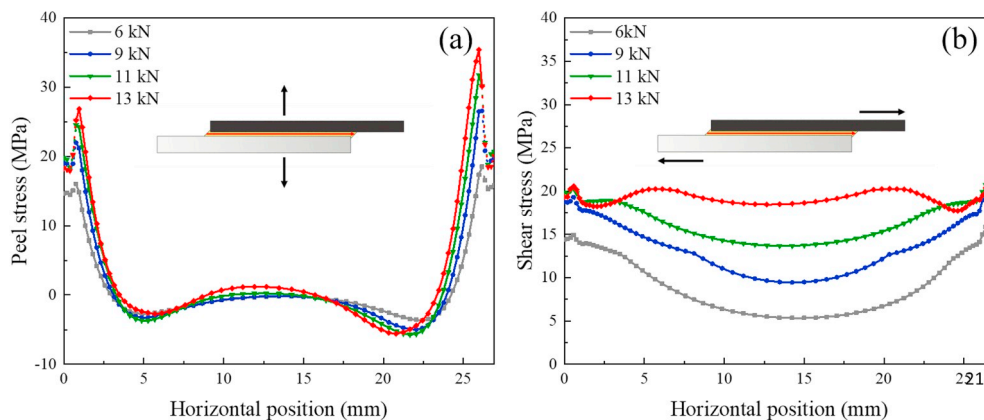 (a)
6 kN
9 kN
11 kN
13 kN
Peel stress (MPa)
40
30
20
10
0
-10
0 5 10 15 20 25
Horizontal position (mm)
(b)
6kN
9 kN
11 kN
13 kN
Shear stress (MPa)
40
35
30
25
20
15
10
5
0
0 5 10 15 20 2521
Horizontal position (mm)